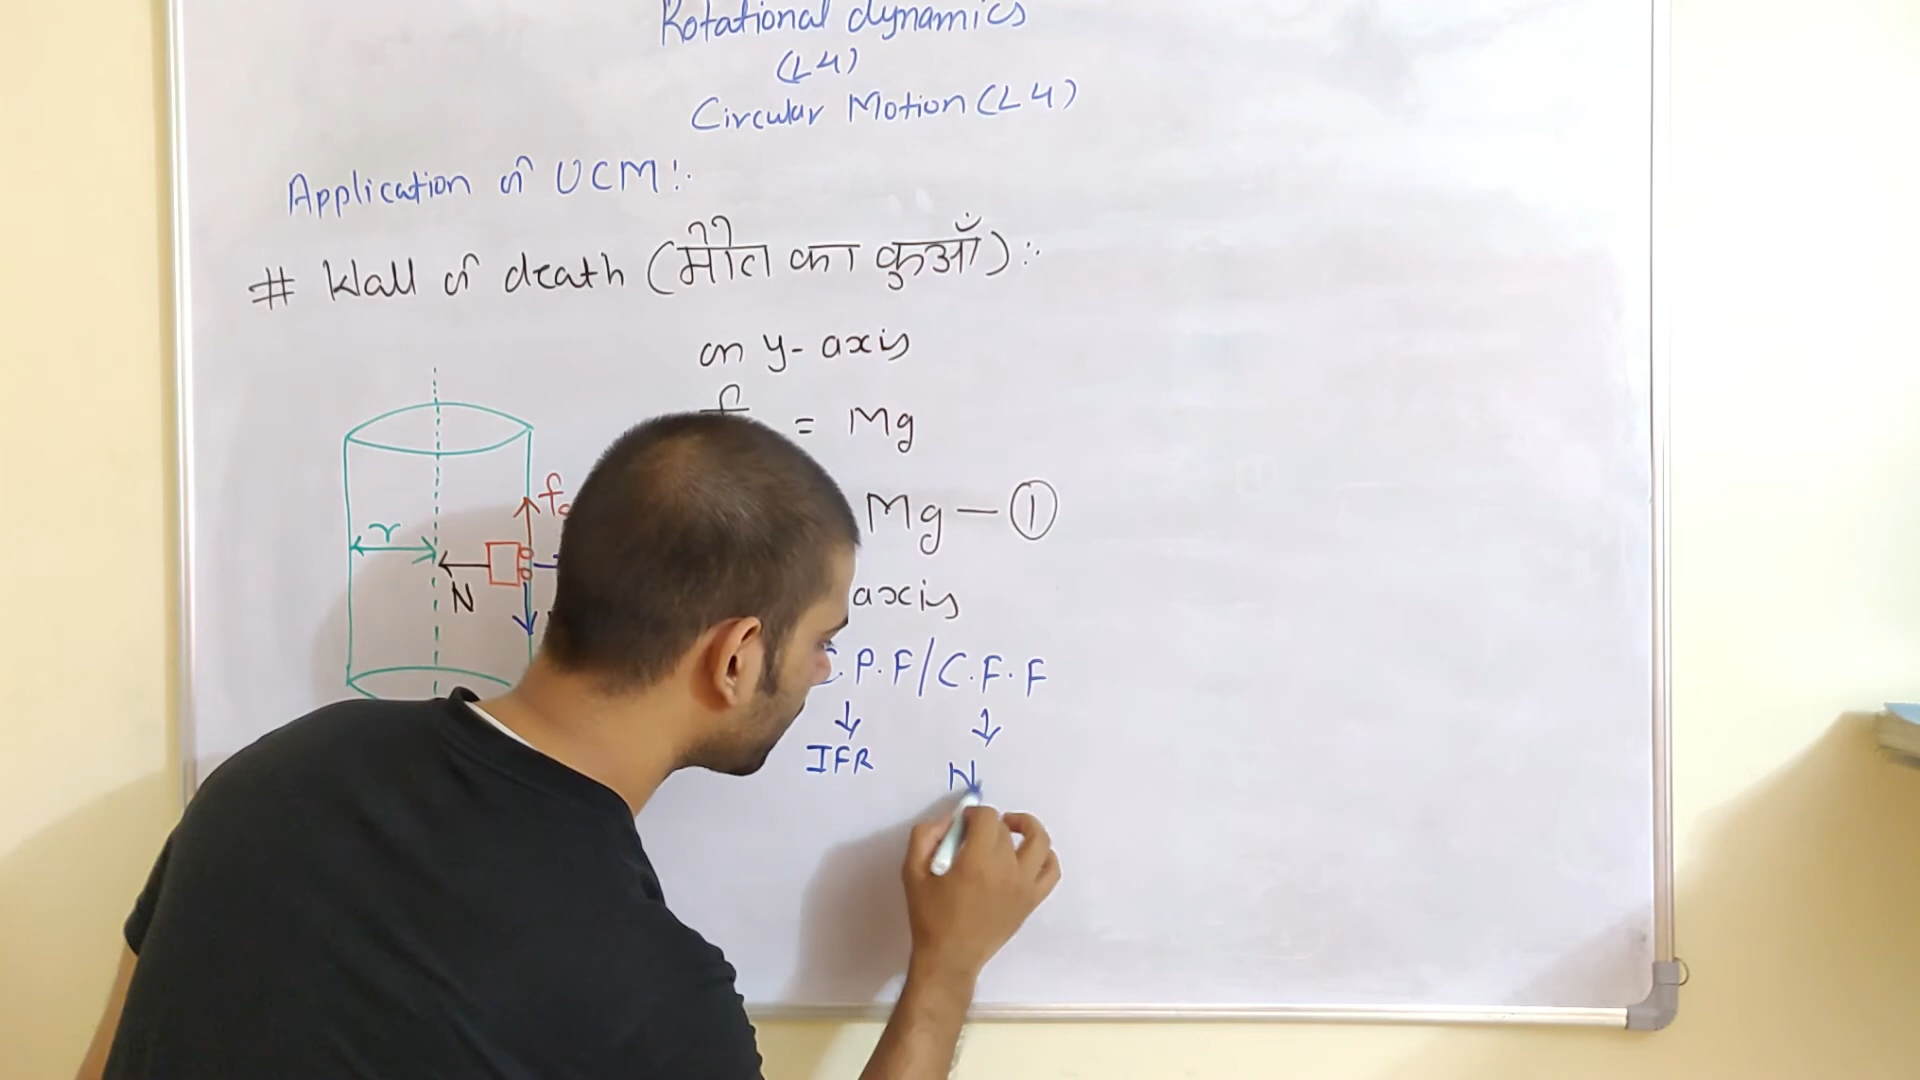 Rotational dynamics
(L4)
Circular Motion (L4)
Application of UCM:
# Wall of death (मौत का कुआँ):
on y-axis
= Mg
Mg — ①
axis
.P.F/C.F.F
IFR
N
r
N